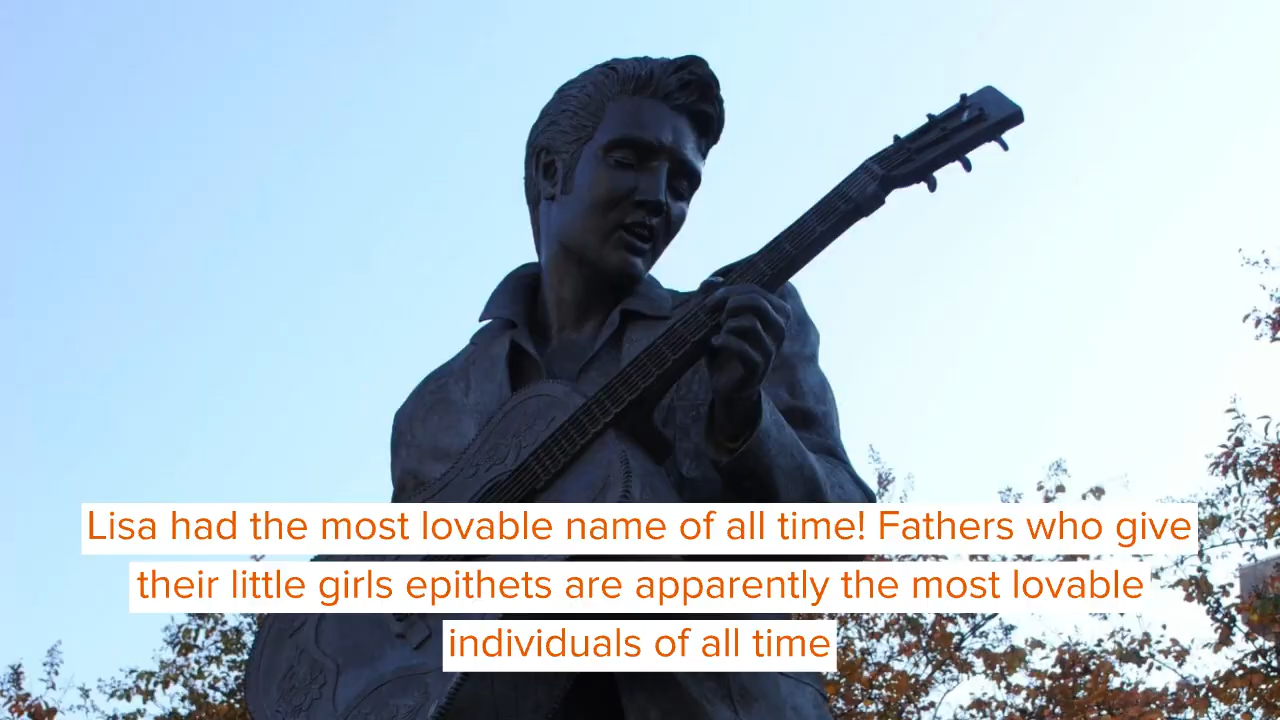 Lisa had the most lovable name of all time! Fathers who give
their little girls epithets are apparently the most lovable
individuals of all time